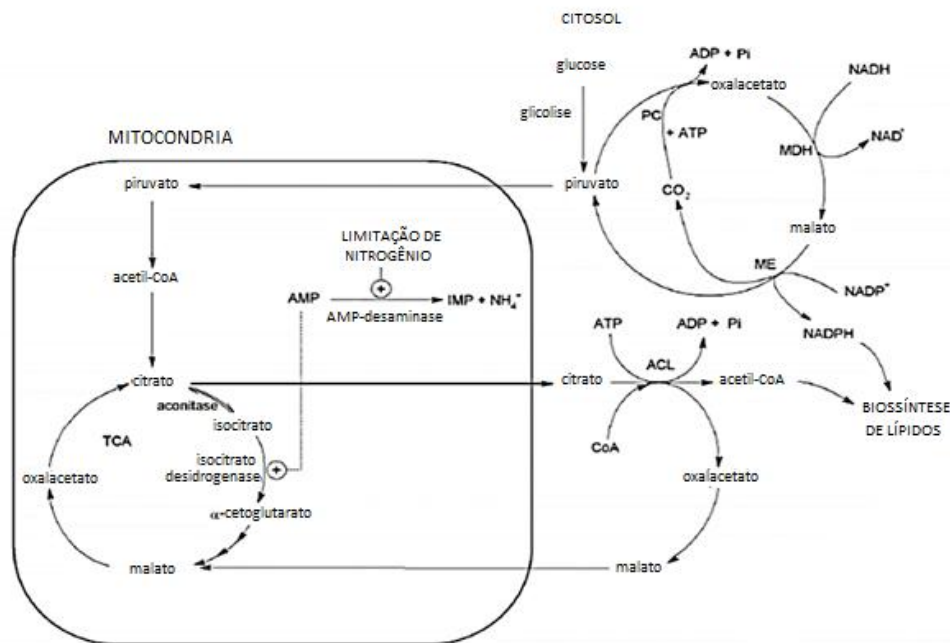 CITOSOL
glucose
glicolise
piruvato
PC
+ ATP
ADP + Pi
oxalacetato
NADH
MDH
NAD⁺
malato
ME
CO₂
NADP⁺
NADPH
BIOSSÍNTESE
DE LÍPIDOS
MITOCONDRIA
piruvato
acetil-CoA
LIMITAÇÃO DE
NITROGÊNIO
+
AMP
IMP + NH₄⁺
AMP-desaminase
citrato
aconitase
isocitrato
TCA
isocitrato
desidrogenase
+
α-cetoglutarato
oxalacetato
malato
ATP
ADP + Pi
citrato
ACL
acetil-CoA
CoA
oxalacetato
malato